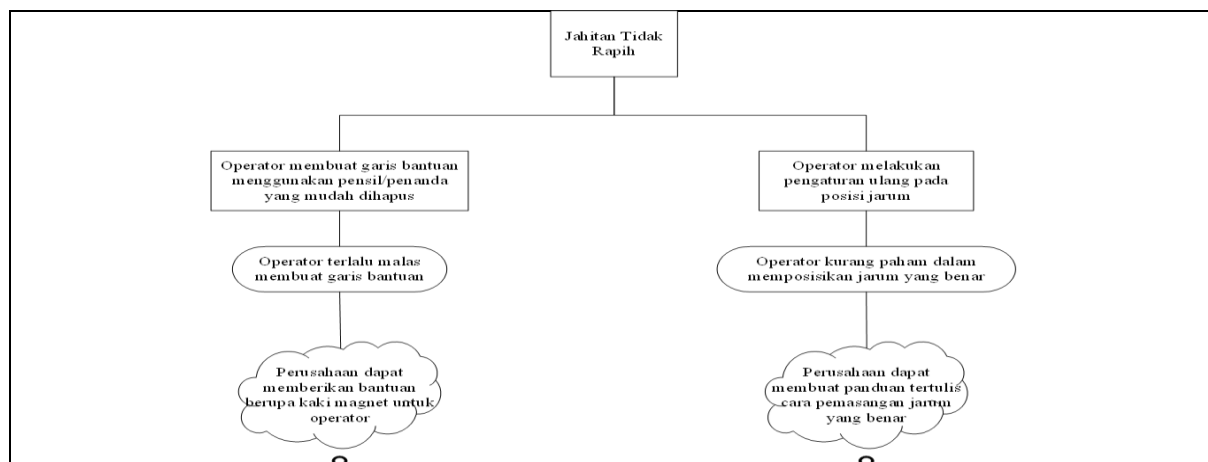 Jahitan Tidak
Rapih
Operator membuat garis bantuan
menggunakan pensil/penanda
yang mudah dihapus
Operator melakukan
pengaturan ulang pada
posisi jarum
Operator terlalu malas
membuat garis bantuan
Operator kurang paham dalam
memposisikan jarum yang benar
Perusahaan dapat
memberikan bantuan
berupa kaki magnet untuk
operator
Perusahaan dapat
membuat panduan tertulis
cara pemasangan jarum
yang benar